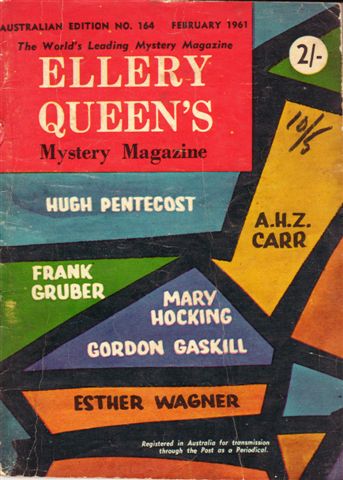 AUSTRALIAN EDITION NO. 164 FEBRUARY 1961
The World's Leading Mystery Magazine
2/-
ELLERY
QUEEN'S
Mystery Magazine
10/5
HUGH PENTECOST
A.H.Z.
CARR
FRANK
GRUBER
MARY
HOCKING
GORDON GASKILL
ESTHER WAGNER
Registered in Australia for transmission
through the Post as a Periodical.